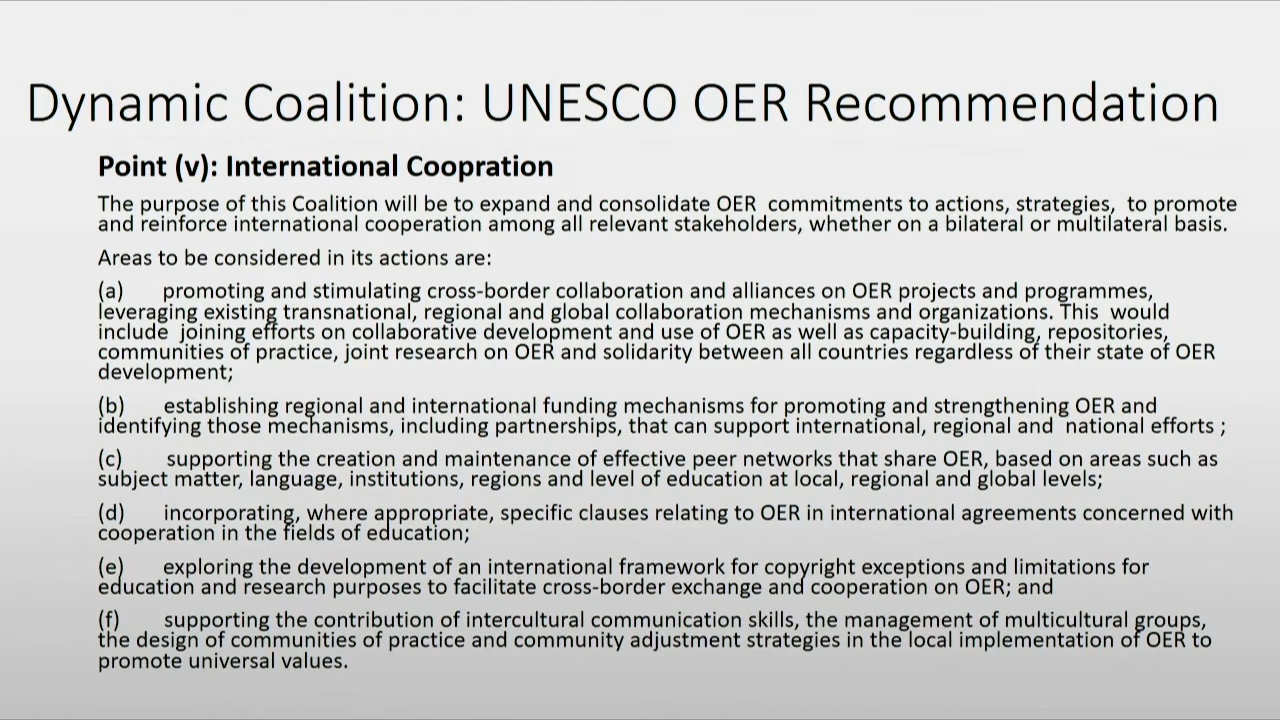 Dynamic Coalition: UNESCO OER Recommendation
Point (v): International Coopration
The purpose of this Coalition will be to expand and consolidate OER commitments to actions, strategies, to promote
and reinforce international cooperation among all relevant stakeholders, whether on a bilateral or multilateral basis.
Areas to be considered in its actions are:
(a) promoting and stimulating cross-border collaboration and alliances on OER projects and programmes,
leveraging existing transnational, regional and global collaboration mechanisms and organizations. This would
include joining efforts on collaborative development and use of OER as well as capacity-building, repositories,
communities of practice, joint research on OER and solidarity between all countries regardless of their state of OER
development;
(b) establishing regional and international funding mechanisms for promoting and strengthening OER and
identifying those mechanisms, including partnerships, that can support international, regional and national efforts ;
(c) supporting the creation and maintenance of effective peer networks that share OER, based on areas such as
subject matter, language, institutions, regions and level of education at local, regional and global levels;
(d) incorporating, where appropriate, specific clauses relating to OER in international agreements concerned with
cooperation in the fields of education;
(e) exploring the development of an international framework for copyright exceptions and limitations for
education and research purposes to facilitate cross-border exchange and cooperation on OER; and
(f) supporting the contribution of intercultural communication skills, the management of multicultural groups,
the design of communities of practice and community adjustment strategies in the local implementation of OER to
promote universal values.